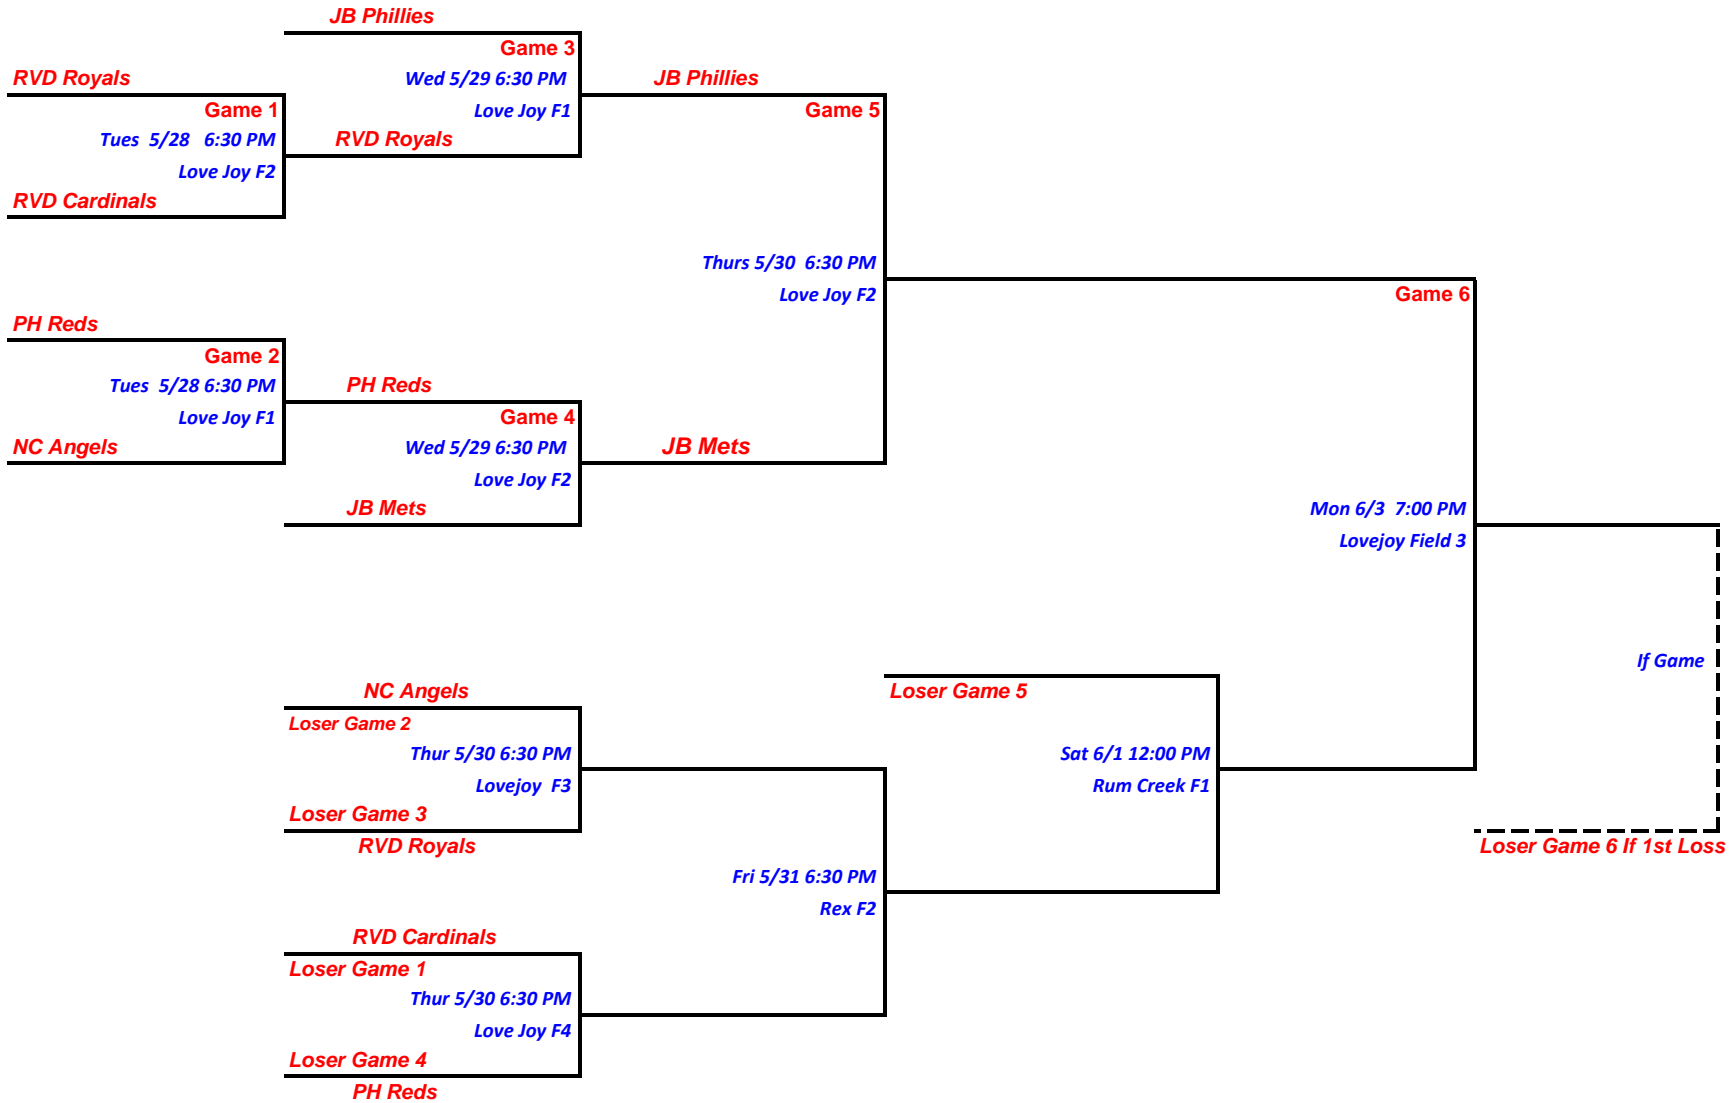 JB Phillies
Game 3
RVD Royals
Wed 5/29 6:30 PM
JB Phillies
Game 1
Love Joy F1
Game 5
Tues  5/28   6:30 PM
RVD Royals
Love Joy F2
RVD Cardinals
Thurs 5/30  6:30 PM
Love Joy F2
Game 6
PH Reds
Game 2
Tues  5/28 6:30 PM
PH Reds
Love Joy F1
Game 4
NC Angels
Wed 5/29 6:30 PM
JB Mets
Love Joy F2
JB Mets
Mon 6/3  7:00 PM
Lovejoy Field 3
If Game
NC Angels
Loser Game 5
Loser Game 2
Thur 5/30 6:30 PM
Sat 6/1 12:00 PM
Lovejoy  F3
Rum Creek F1
Loser Game 3
RVD Royals
Loser Game 6 If 1st Loss
Fri 5/31 6:30 PM
Rex F2
RVD Cardinals
Loser Game 1
Thur 5/30 6:30 PM
Love Joy F4
Loser Game 4
PH Reds